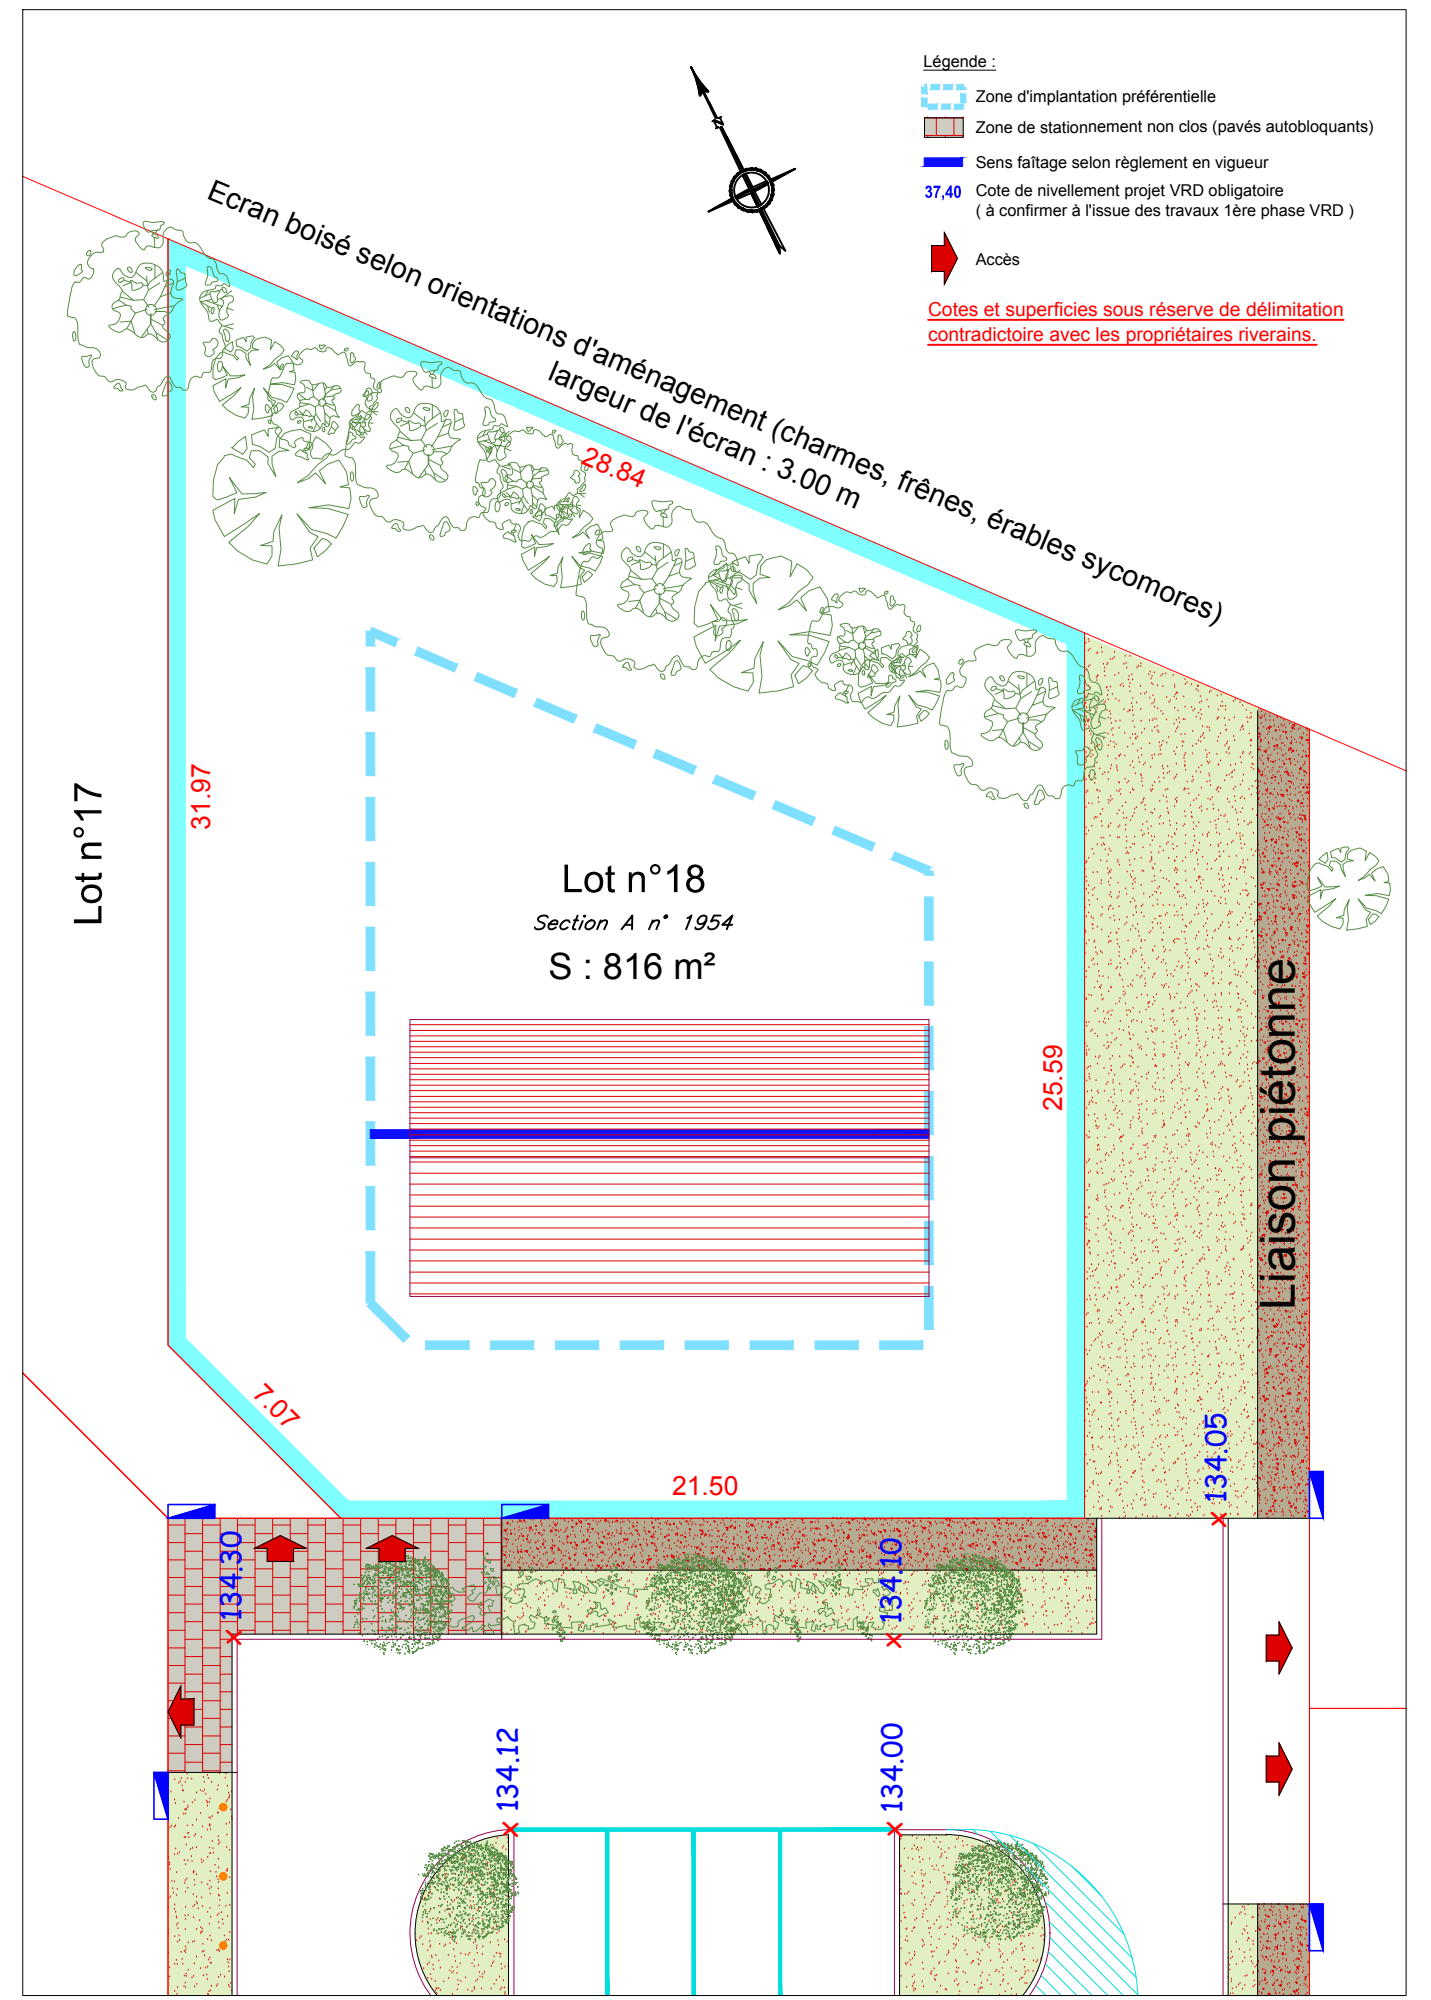 Légende :
Zone d'implantation préférentielle
Zone de stationnement non clos (pavés autobloquants)
Sens faîtage selon règlement en vigueur
37,40 Cote de nivellement projet VRD obligatoire
( à confirmer à l'issue des travaux 1ère phase VRD )
Accès
Cotes et superficies sous réserve de délimitation
contradictoire avec les propriétaires riverains.
N
Ecran boisé selon orientations d'aménagement (charmes, frênes, érables sycomores)
largeur de l'écran : 3.00 m
28.84
31.97
Lot n°17
Lot n°18
Section A n° 1954
S : 816 m²
25.59
Liaison piétonne
7.07
21.50
134.05
134.30
134.10
134.12
134.00